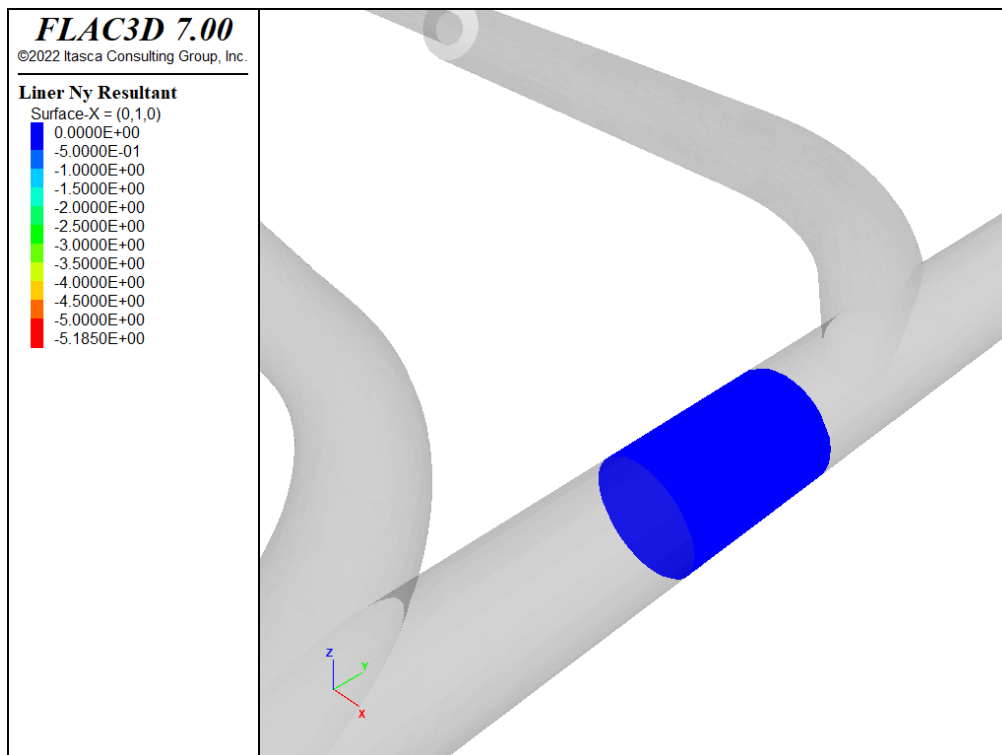 FLAC3D 7.00
©2022 Itasca Consulting Group, Inc.
Liner Ny Resultant
Surface-X = (0,1,0)
0.0000E+00
-5.0000E-01
-1.0000E+00
-1.5000E+00
-2.0000E+00
-2.5000E+00
-3.0000E+00
-3.5000E+00
-4.0000E+00
-4.5000E+00
-5.0000E+00
-5.1850E+00
Z
Y
X